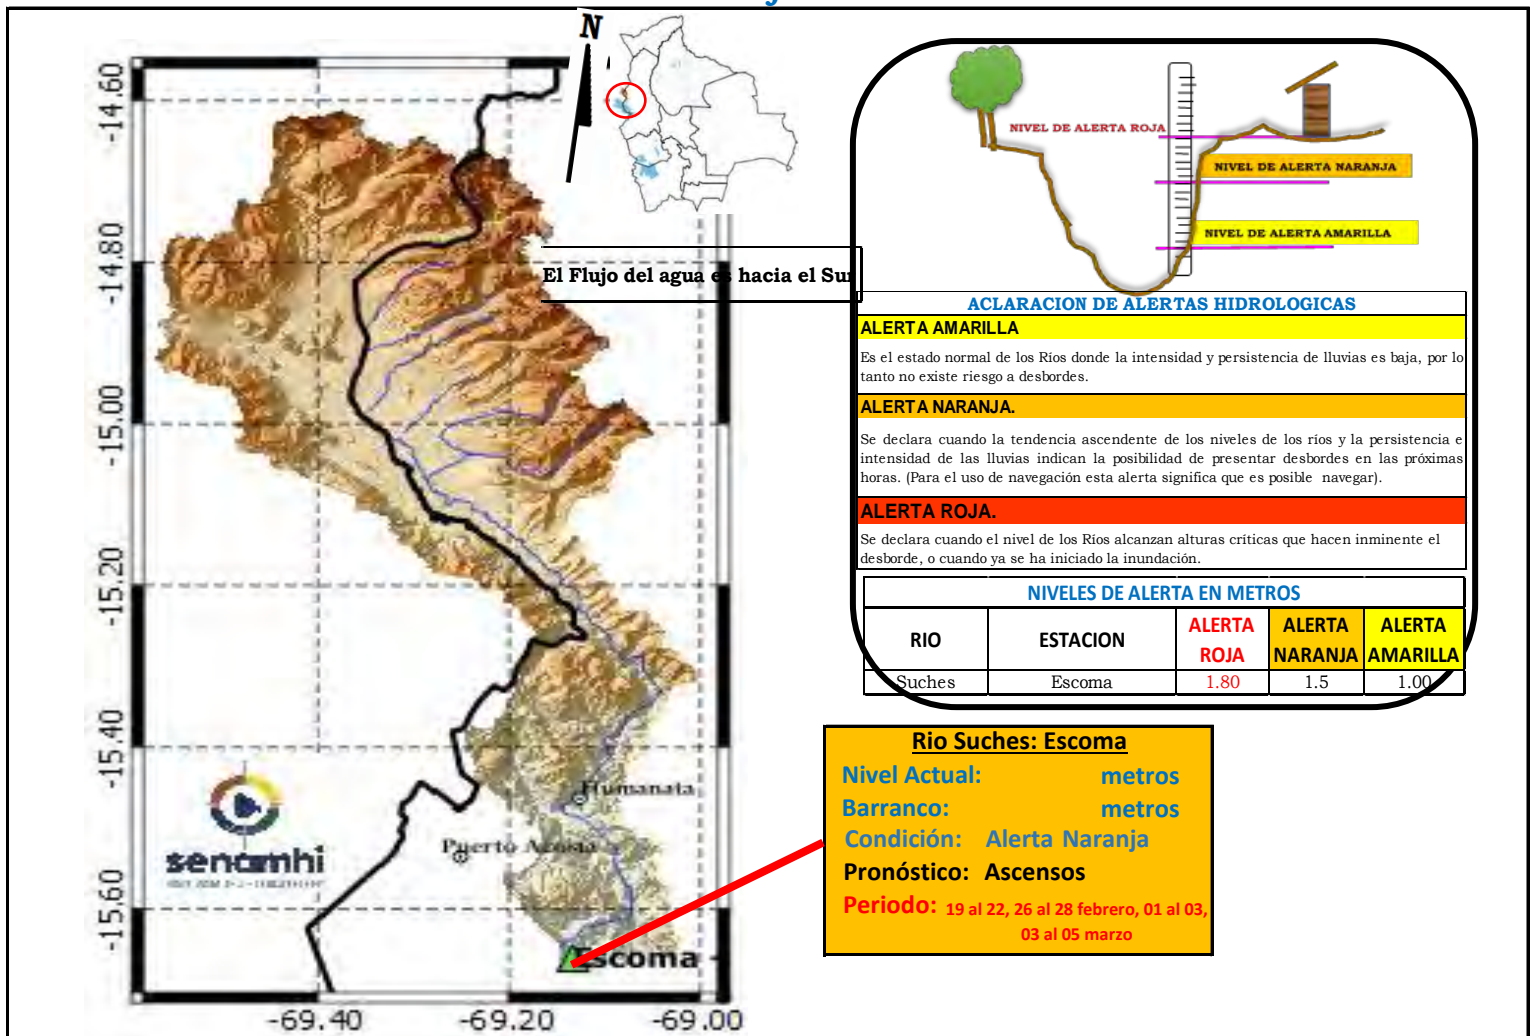 N
-14.60
-14.80
-15.00
-15.20
-15.40
-15.60
-69.40
-69.20
-69.00
El Flujo del agua es hacia el Sur
Humanata
Puerto Acosta
Escoma
senamhi
NIVEL DE ALERTA ROJA
NIVEL DE ALERTA NARANJA
NIVEL DE ALERTA AMARILLA
ACLARACION DE ALERTAS HIDROLOGICAS
ALERTA AMARILLA
Es el estado normal de los Ríos donde la intensidad y persistencia de lluvias es baja, por lo
tanto no existe riesgo a desbordes.
ALERTA NARANJA.
Se declara cuando la tendencia ascendente de los niveles de los ríos y la persistencia e
intensidad de las lluvias indican la posibilidad de presentar desbordes en las próximas
horas. (Para el uso de navegación esta alerta significa que es posible navegar).
ALERTA ROJA.
Se declara cuando el nivel de los Ríos alcanzan alturas críticas que hacen inminente el
desborde, o cuando ya se ha iniciado la inundación.
NIVELES DE ALERTA EN METROS
RIO ESTACION ALERTA ROJA ALERTA NARANJA ALERTA AMARILLA
Suches Escoma 1.80 1.5 1.00
Rio Suches: Escoma
Nivel Actual: metros
Barranco: metros
Condición: Alerta Naranja
Pronóstico: Ascensos
Periodo: 19 al 22, 26 al 28 febrero, 01 al 03,
03 al 05 marzo